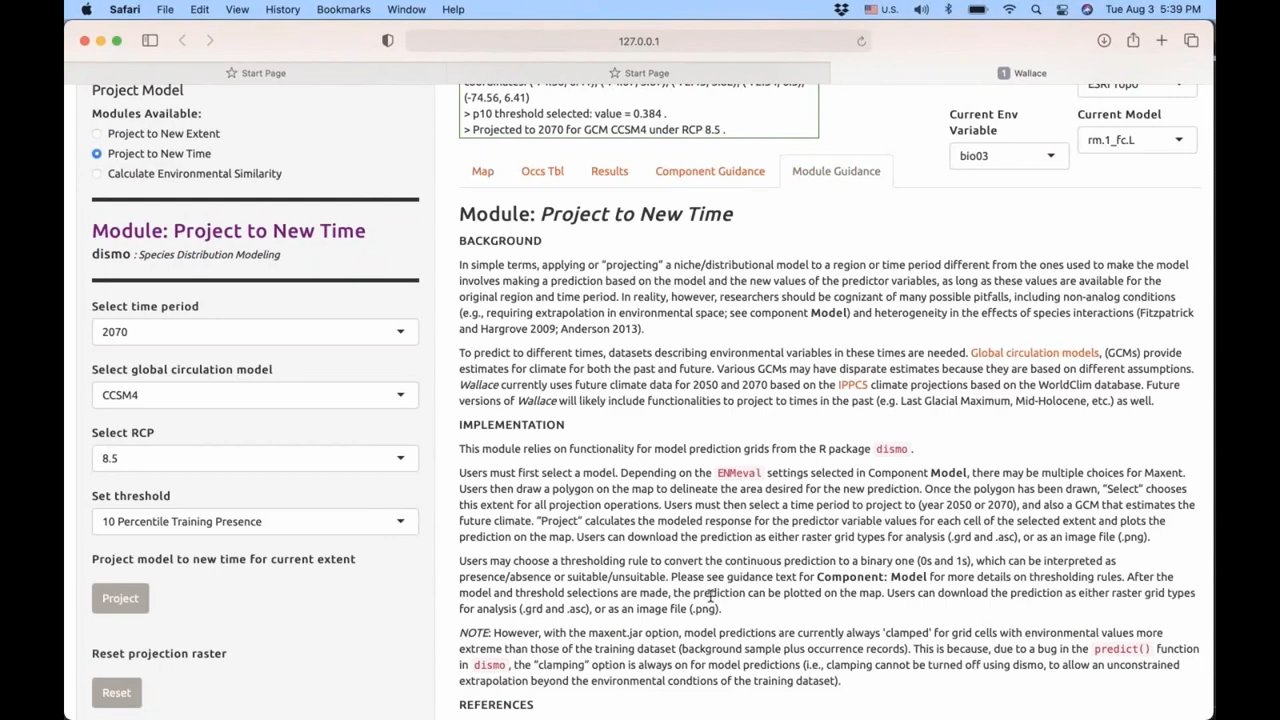 Safari File Edit View History Bookmarks Window Help U.S. Tue Aug 3 5:39 PM
127.0.0.1
Start Page Start Page 1 Wallace
Project Model
Modules Available:
Project to New Extent
Project to New Time
Calculate Environmental Similarity
Module: Project to New Time
dismo : Species Distribution Modeling
Select time period
2070
Select global circulation model
CCSM4
Select RCP
8.5
Set threshold
10 Percentile Training Presence
Project model to new time for current extent
Project
Reset projection raster
Reset
(-74.56, 6.41)
> p10 threshold selected: value = 0.384 .
> Projected to 2070 for GCM CCSM4 under RCP 8.5 .
Current Env
Variable
bio03
ESRI Topo
Current Model
rm.1_fc.L
Map Occs Tbl Results Component Guidance Module Guidance
Module: Project to New Time
BACKGROUND
In simple terms, applying or “projecting” a niche/distributional model to a region or time period different from the ones used to make the model
involves making a prediction based on the model and the new values of the predictor variables, as long as these values are available for the
original region and time period. In reality, however, researchers should be cognizant of many possible pitfalls, including non-analog conditions
(e.g., requiring extrapolation in environmental space; see component Model) and heterogeneity in the effects of species interactions (Fitzpatrick
and Hargrove 2009; Anderson 2013).
To predict to different times, datasets describing environmental variables in these times are needed. Global circulation models, (GCMs) provide
estimates for climate for both the past and future. Various GCMs may have disparate estimates because they are based on different assumptions.
Wallace currently uses future climate data for 2050 and 2070 based on the IPPC5 climate projections based on the WorldClim database. Future
versions of Wallace will likely include functionalities to project to times in the past (e.g. Last Glacial Maximum, Mid-Holocene, etc.) as well.
IMPLEMENTATION
This module relies on functionality for model prediction grids from the R package dismo .
Users must first select a model. Depending on the ENMeval settings selected in Component Model, there may be multiple choices for Maxent.
Users then draw a polygon on the map to delineate the area desired for the new prediction. Once the polygon has been drawn, “Select” chooses
this extent for all projection operations. Users must then select a time period to project to (year 2050 or 2070), and also a GCM that estimates the
future climate. “Project” calculates the modeled response for the predictor variable values for each cell of the selected extent and plots the
prediction on the map. Users can download the prediction as either raster grid types for analysis (.grd and .asc), or as an image file (.png).
Users may choose a thresholding rule to convert the continuous prediction to a binary one (0s and 1s), which can be interpreted as
presence/absence or suitable/unsuitable. Please see guidance text for Component: Model for more details on thresholding rules. After the
model and threshold selections are made, the prediction can be plotted on the map. Users can download the prediction as either raster grid types
for analysis (.grd and .asc), or as an image file (.png).
NOTE: However, with the maxent.jar option, model predictions are currently always 'clamped' for grid cells with environmental values more
extreme than those of the training dataset (background sample plus occurrence records). This is because, due to a bug in the predict() function
in dismo, the “clamping” option is always on for model predictions (i.e., clamping cannot be turned off using dismo, to allow an unconstrained
extrapolation beyond the environmental condtions of the training dataset).
REFERENCES